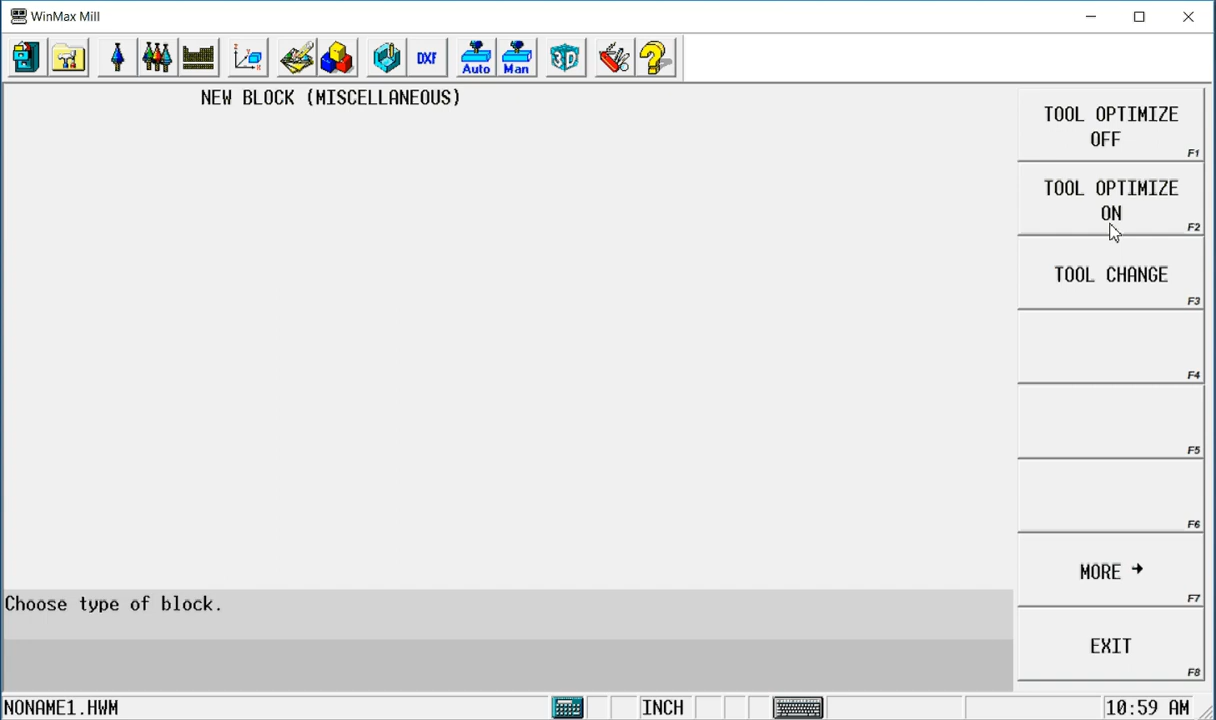 WinMax Mill
DXF
Auto
Man
3D
NEW BLOCK (MISCELLANEOUS)
TOOL OPTIMIZE
OFF
F1
TOOL OPTIMIZE
ON
F2
TOOL CHANGE
F3
F4
F5
F6
MORE →
F7
EXIT
F8
Choose type of block.
NONAME1.HWM
INCH
10:59 AM